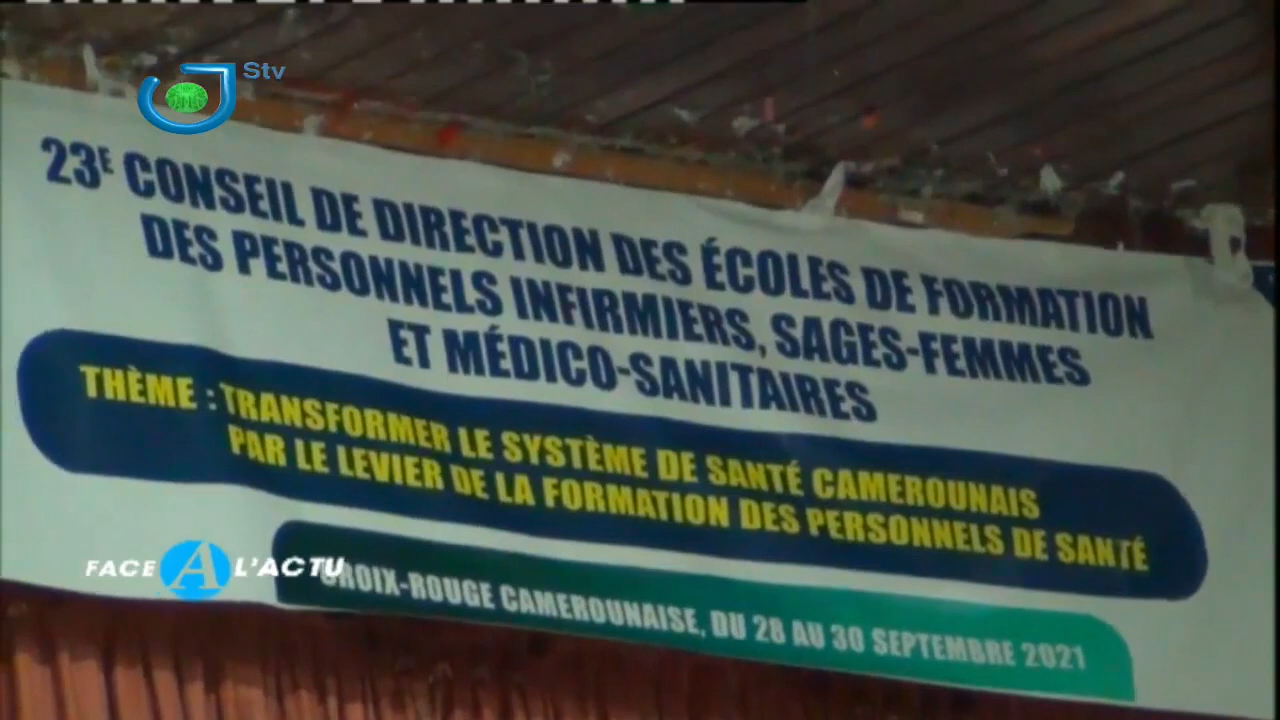 Stv
23E CONSEIL DE DIRECTION DES ÉCOLES DE FORMATION
DES PERSONNELS INFIRMIERS, SAGES-FEMMES
ET MÉDICO-SANITAIRES
THÈME : TRANSFORMER LE SYSTÈME DE SANTÉ CAMEROUNAIS
PAR LE LEVIER DE LA FORMATION DES PERSONNELS DE SANTÉ
FACE A L'ACTU
CROIX-ROUGE CAMEROUNAISE, DU 28 AU 30 SEPTEMBRE 2021